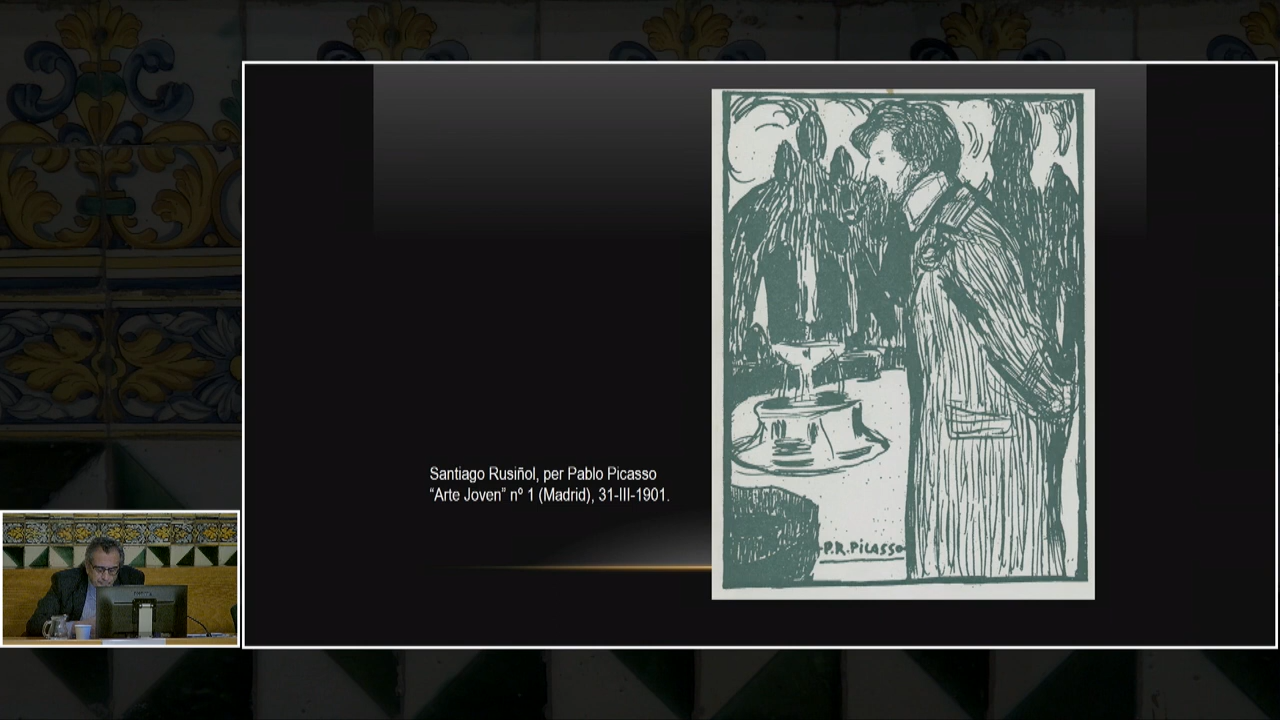 Santiago Rusiñol, per Pablo Picasso
“Arte Joven” nº 1 (Madrid), 31-III-1901.
P.R.PiCASSO